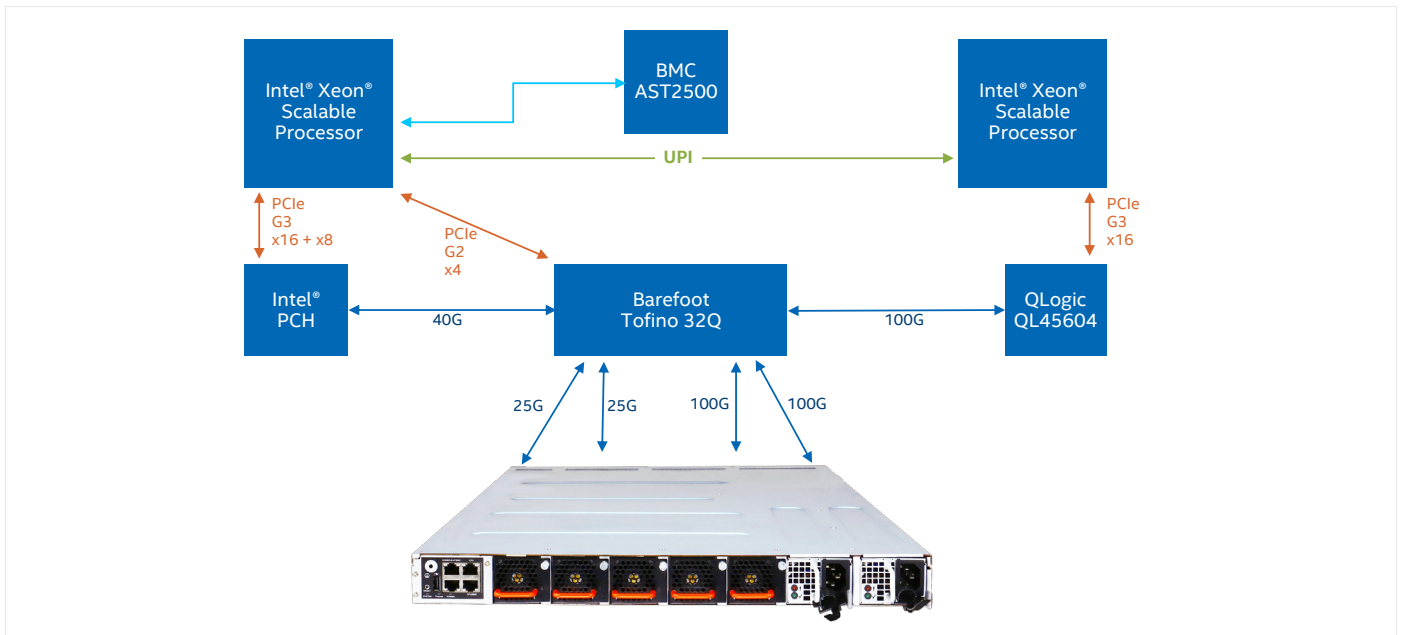 Intel® Xeon®
Scalable
Processor
BMC
AST2500
Intel® Xeon®
Scalable
Processor
UPI
PCIe
G3
x16 + x8
PCIe
G2
x4
PCIe
G3
x16
Intel®
PCH
40G
Barefoot
Tofino 32Q
100G
QLogic
QL45604
25G
25G
100G
100G